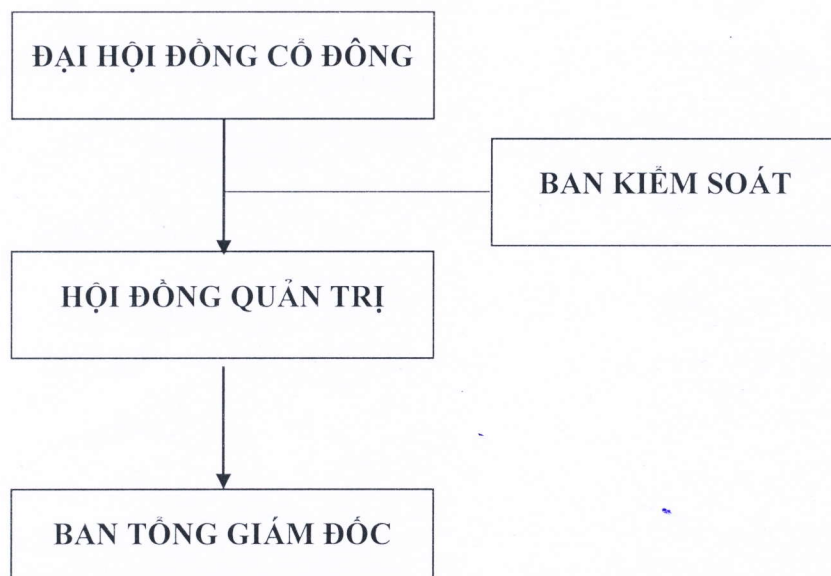 ĐẠI HỘI ĐỒNG CỔ ĐÔNG
BAN KIỂM SOÁT
HỘI ĐỒNG QUẢN TRỊ
BAN TỔNG GIÁM ĐỐC